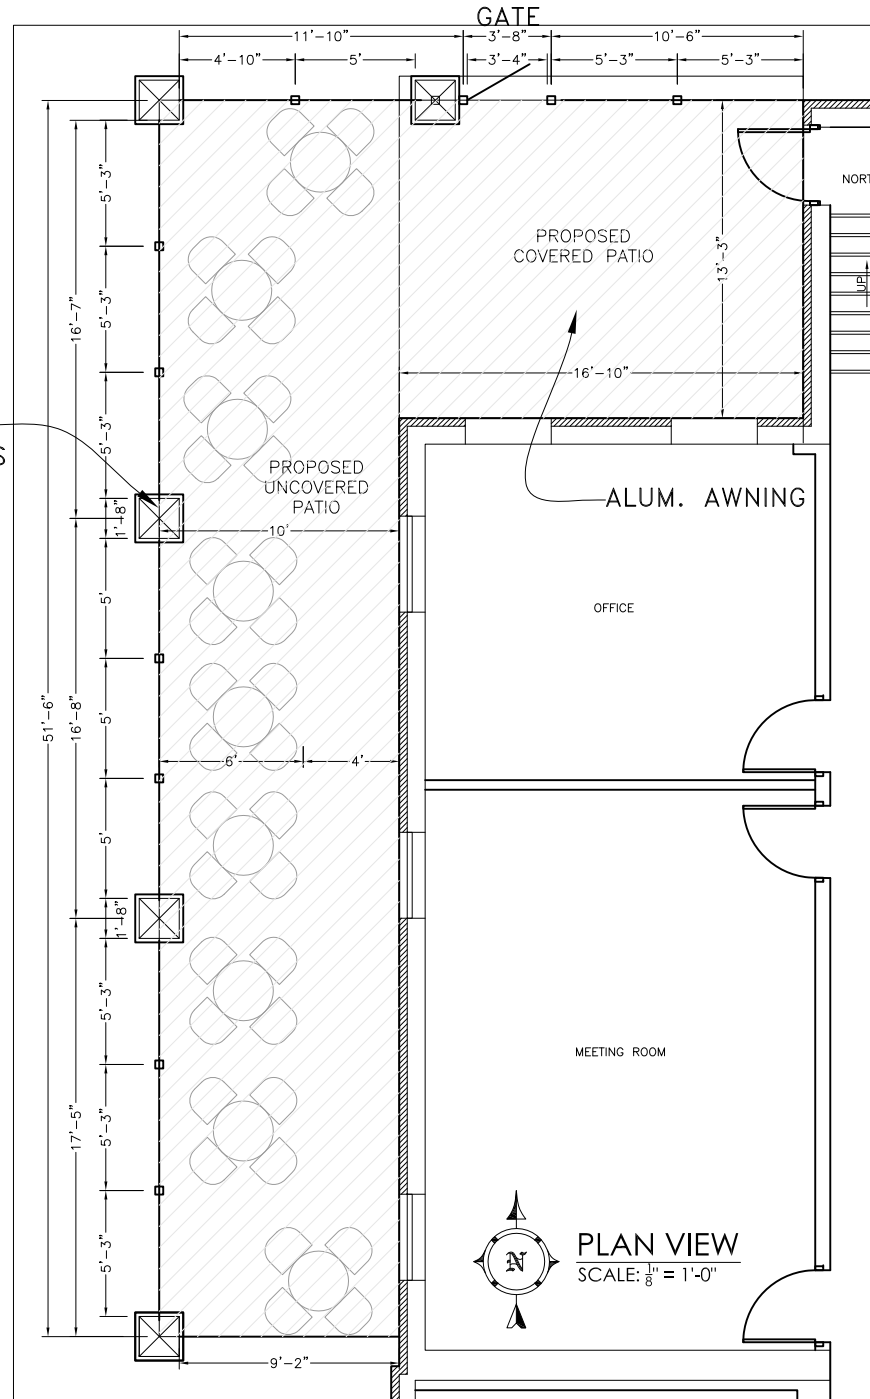 GATE
11'-10"
3'-8"
10'-6"
4'-10"
5'
3'-4"
5'-3"
5'-3"
5'-3"
NORT
PROPOSED
COVERED PATIO
13'-3"
UP
16'-7"
5'-3"
16'-10"
5'-3"
PROPOSED
UNCOVERED
PATIO
1'-8"
10'
ALUM. AWNING
5'
OFFICE
51'-6"
16'-8"
5'
6'
4'
5'
1'-8"
5'-3"
MEETING ROOM
17'-5"
5'-3"
5'-3"
N
PLAN VIEW
SCALE: 1/8" = 1'-0"
9'-2"